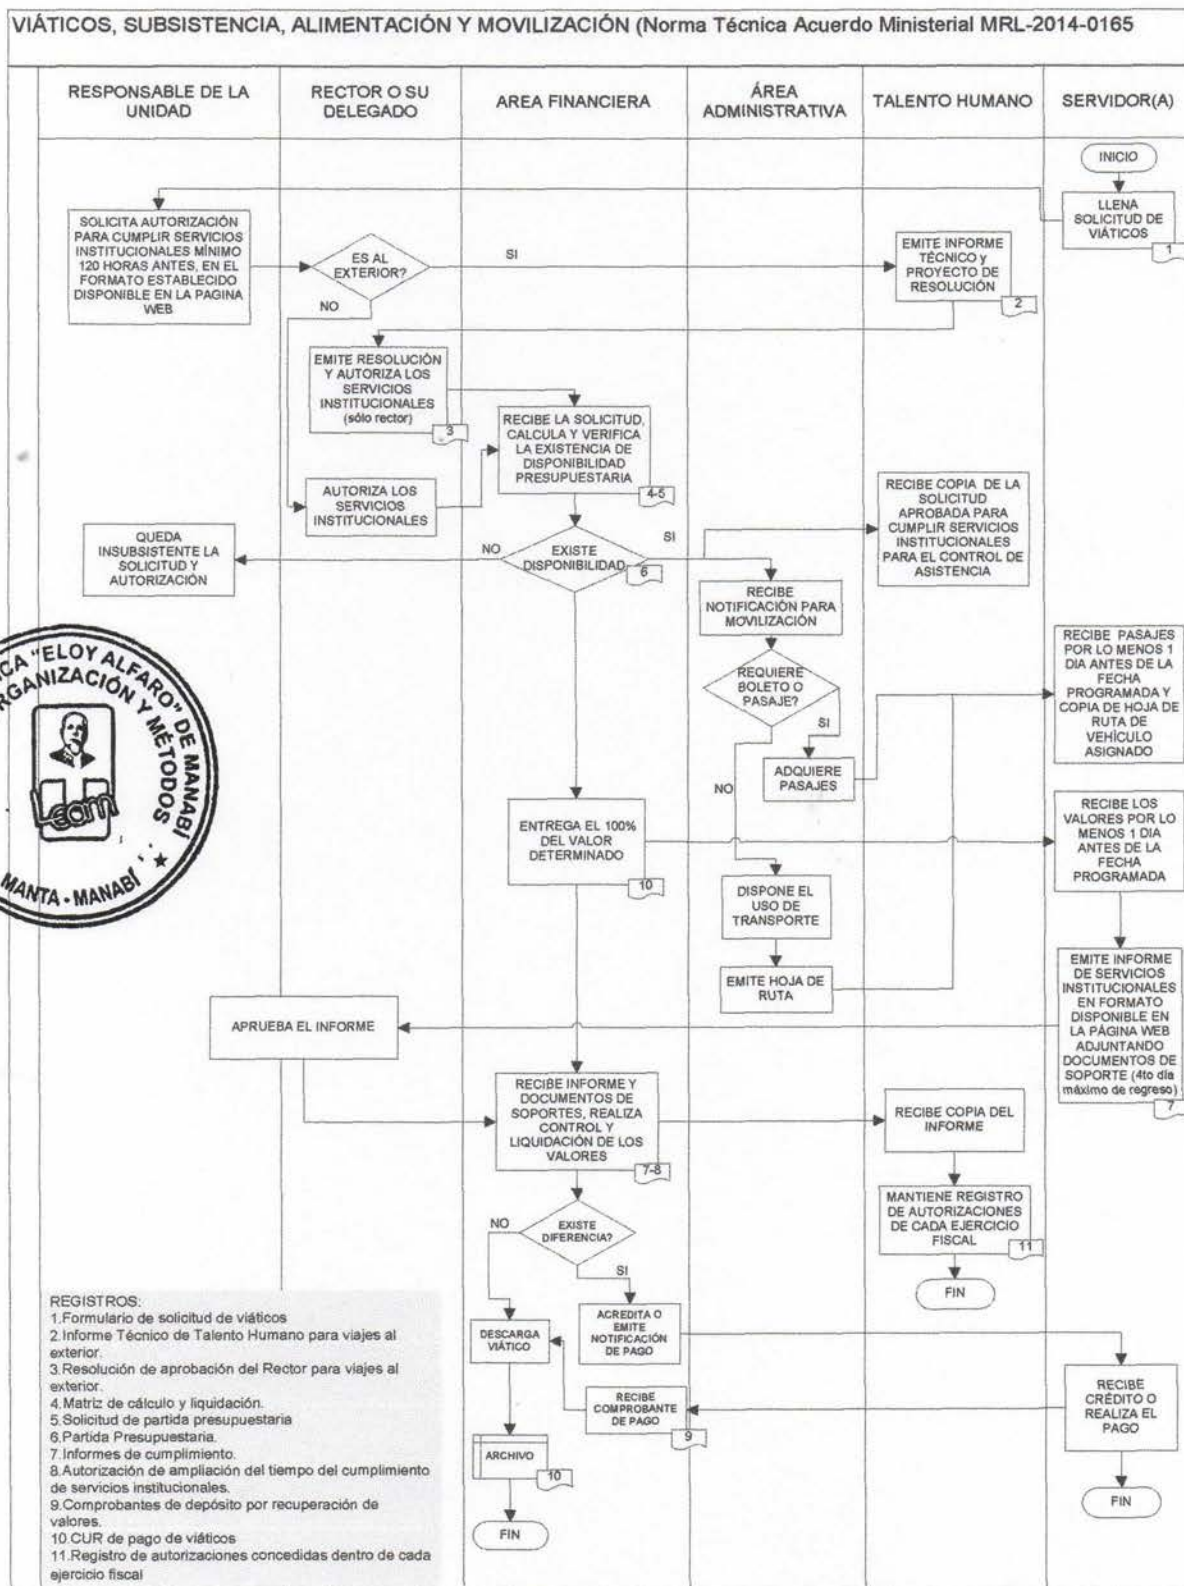 VIÁTICOS, SUBSISTENCIA, ALIMENTACIÓN Y MOVILIZACIÓN (Norma Técnica Acuerdo Ministerial MRL-2014-0165
RESPONSABLE DE LA
UNIDAD
RECTOR O SU
DELEGADO
AREA FINANCIERA
ÁREA
ADMINISTRATIVA
TALENTO HUMANO
SERVIDOR(A)
INICIO
LLENA
SOLICITUD DE
VIÁTICOS
1
SOLICITA AUTORIZACIÓN
PARA CUMPLIR SERVICIOS
INSTITUCIONALES MÍNIMO
120 HORAS ANTES, EN EL
FORMATO ESTABLECIDO
DISPONIBLE EN LA PAGINA
WEB
ES AL
EXTERIOR?
SI
NO
EMITE INFORME
TÉCNICO y
PROYECTO DE
RESOLUCIÓN
2
EMITE RESOLUCIÓN
Y AUTORIZA LOS
SERVICIOS
INSTITUCIONALES
(sólo rector)
3
RECIBE LA SOLICITUD,
CALCULA Y VERIFICA
LA EXISTENCIA DE
DISPONIBILIDAD
PRESUPUESTARIA
4-5
AUTORIZA LOS
SERVICIOS
INSTITUCIONALES
RECIBE COPIA DE LA
SOLICITUD
APROBADA PARA
CUMPLIR SERVICIOS
INSTITUCIONALES
PARA EL CONTROL DE
ASISTENCIA
QUEDA
INSUBSISTENTE LA
SOLICITUD Y
AUTORIZACIÓN
NO
EXISTE
DISPONIBILIDAD
6
SI
RECIBE
NOTIFICACIÓN PARA
MOVILIZACIÓN
REQUIERE
BOLETO O
PASAJE?
SI
NO
ADQUIERE
PASAJES
RECIBE PASAJES
POR LO MENOS 1
DIA ANTES DE LA
FECHA
PROGRAMADA Y
COPIA DE HOJA DE
RUTA DE
VEHÍCULO
ASIGNADO
"ELOY ALFARO" DE MANABÍ
ORGANIZACIÓN Y MÉTODOS
Uleam
MANTA - MANABÍ
ENTREGA EL 100%
DEL VALOR
DETERMINADO
10
RECIBE LOS
VALORES POR LO
MENOS 1 DIA
ANTES DE LA
FECHA
PROGRAMADA
DISPONE EL
USO DE
TRANSPORTE
EMITE HOJA DE
RUTA
EMITE INFORME
DE SERVICIOS
INSTITUCIONALES
EN FORMATO
DISPONIBLE EN
LA PÁGINA WEB
ADJUNTANDO
DOCUMENTOS DE
SOPORTE (4to día
máximo de regreso)
7
APRUEBA EL INFORME
RECIBE INFORME Y
DOCUMENTOS DE
SOPORTES, REALIZA
CONTROL Y
LIQUIDACIÓN DE LOS
VALORES
7-8
RECIBE COPIA DEL
INFORME
MANTIENE REGISTRO
DE AUTORIZACIONES
DE CADA EJERCICIO
FISCAL
11
FIN
NO
EXISTE
DIFERENCIA?
SI
ACREDITA O
EMITE
NOTIFICACIÓN
DE PAGO
DESCARGA
VIÁTICO
RECIBE
COMPROBANTE
DE PAGO
9
RECIBE
CRÉDITO O
REALIZA EL
PAGO
ARCHIVO
10
FIN
FIN
REGISTROS:
1.Formulario de solicitud de viáticos
2.Informe Técnico de Talento Humano para viajes al
exterior.
3.Resolución de aprobación del Rector para viajes al
exterior.
4.Matriz de cálculo y liquidación.
5.Solicitud de partida presupuestaria
6.Partida Presupuestaria.
7.Informes de cumplimiento.
8.Autorización de ampliación del tiempo del cumplimiento
de servicios institucionales.
9.Comprobantes de depósito por recuperación de
valores.
10.CUR de pago de viáticos
11.Registro de autorizaciones concedidas dentro de cada
ejercicio fiscal